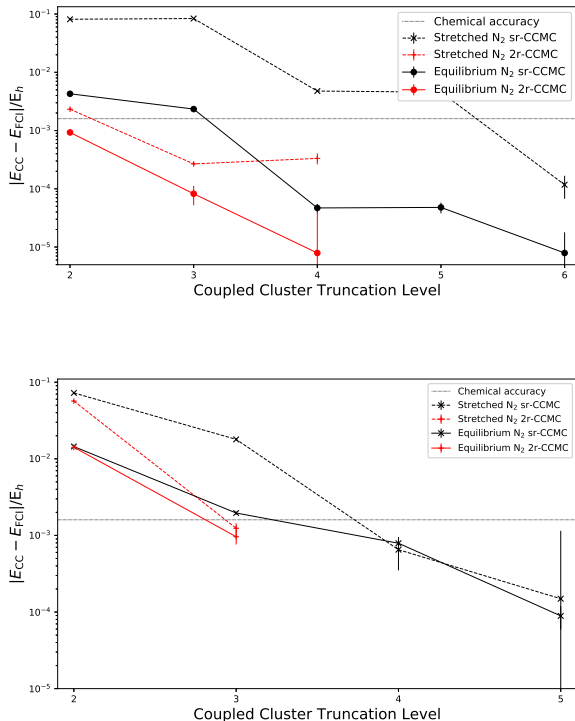 10⁻¹
10⁻²
10⁻³
10⁻⁴
10⁻⁵
|E_CC − E_FCI|/E_h
Chemical accuracy
Stretched N₂ sr-CCMC
Stretched N₂ 2r-CCMC
Equilibrium N₂ sr-CCMC
Equilibrium N₂ 2r-CCMC
2 3 4 5 6
Coupled Cluster Truncation Level
10⁻¹
10⁻²
10⁻³
10⁻⁴
10⁻⁵
|E_CC − E_FCI|/E_h
Chemical accuracy
Stretched N₂ sr-CCMC
Stretched N₂ 2r-CCMC
Equilibrium N₂ sr-CCMC
Equilibrium N₂ 2r-CCMC
2 3 4 5
Coupled Cluster Truncation Level